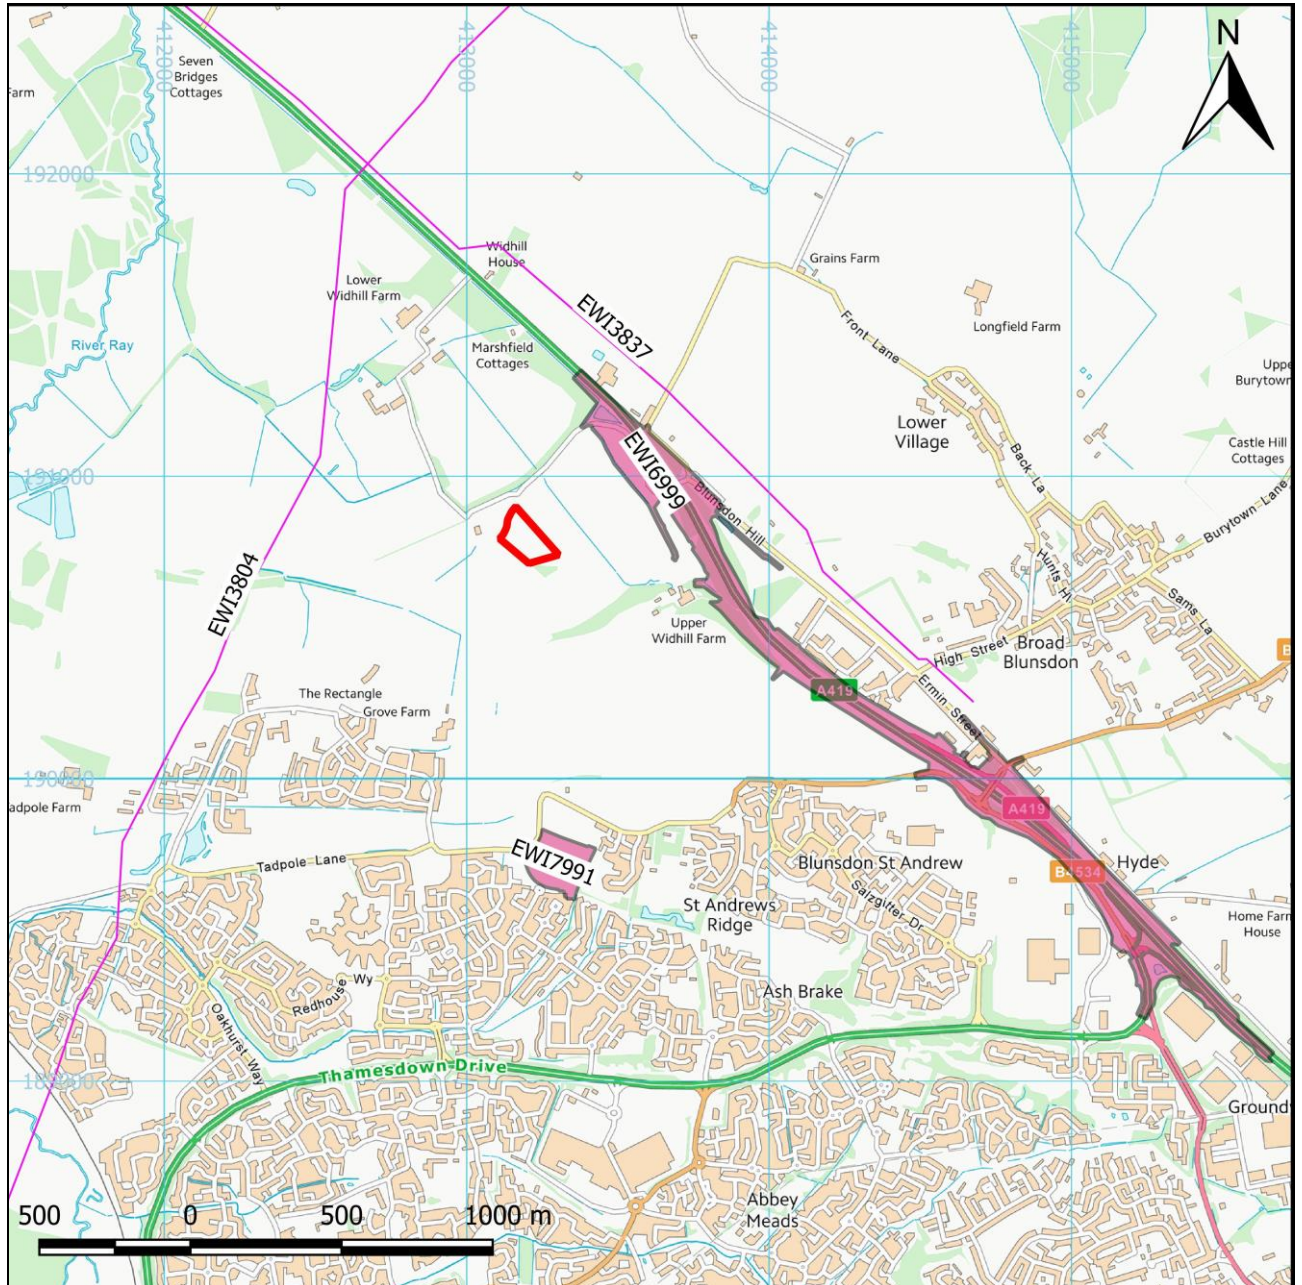 N
412000
413000
414000
415000
Seven
Bridges
Cottages
Farm
192000
Widhill
House
Grains Farm
Lower
Widhill Farm
EWI3837
Longfield Farm
River Ray
Marshfield
Cottages
Front Lane
Lower
Village
Back La
Castle Hill
Cottages
191000
EWI6999
Blunsdon Hill
Burytown Lane
EWI3804
Hunts Hi
Sams La
Upper
Widhill Farm
High Street
Broad
Blunsdon
B
The Rectangle
Grove Farm
A419
Ermin Street
190000
adpole Farm
A419
Tadpole Lane
EWI7991
Blunsdon St Andrew
Hyde
B4534
St Andrews
Ridge
Salzgitter Dr
Home Farm
House
Redhouse Wy
Ash Brake
Oakhurst Way
Thamesdown Drive
189000
Abbey
Meads
500 0 500 1000 m